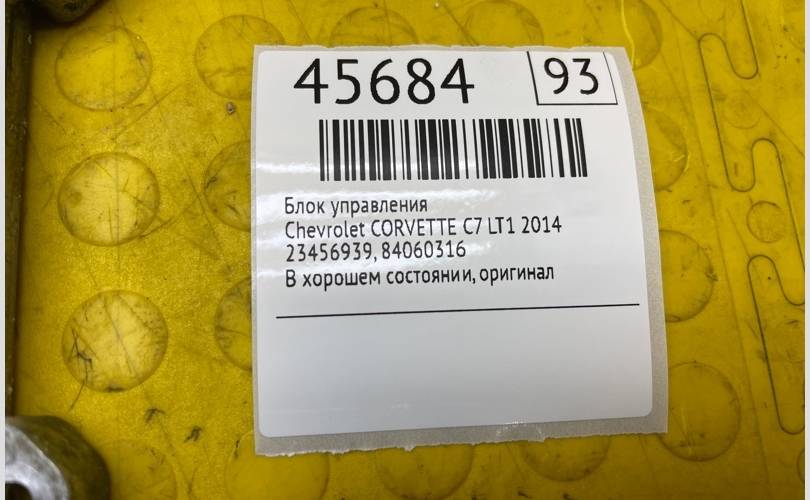 45684 93
Блок управления
Chevrolet CORVETTE C7 LT1 2014
23456939, 84060316
В хорошем состоянии, оригинал